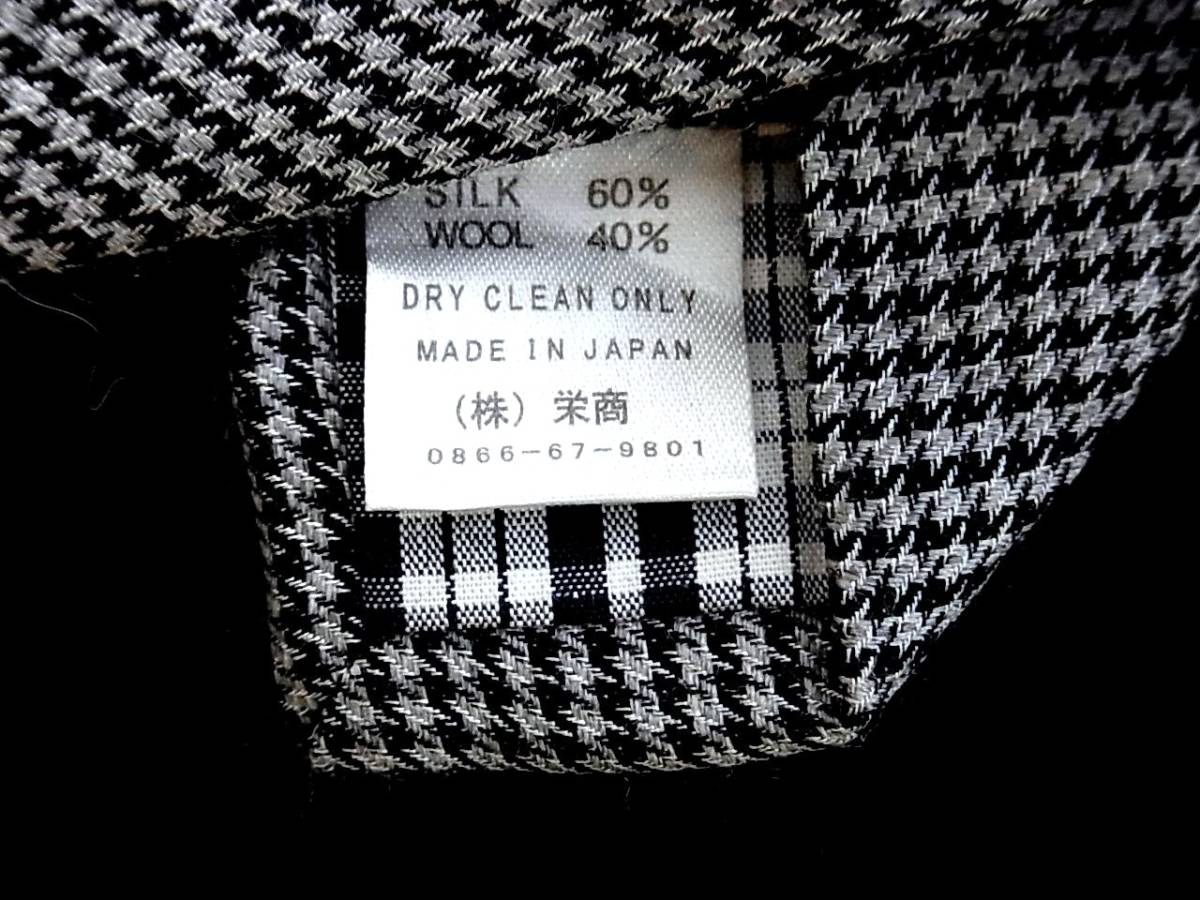 SILK 60%
WOOL 40%
DRY CLEAN ONLY
MADE IN JAPAN
（株）栄商
0866-67-9801